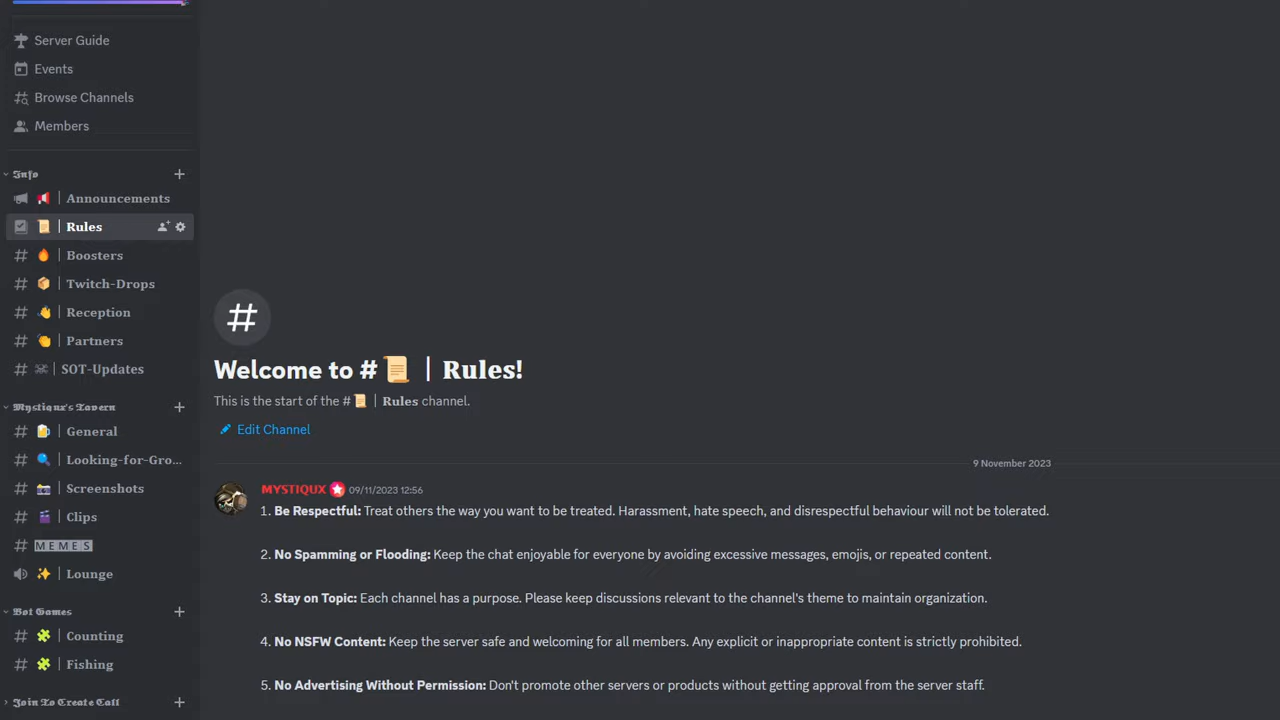 Server Guide
Events
Browse Channels
Members
Info
📢 | Announcements
📜 | Rules
🔥 | Boosters
📦 | Twitch-Drops
👋 | Reception
👏 | Partners
☠ | SOT-Updates
Mystiqux's Tavern
🍺 | General
🔍 | Looking-for-Gro...
📸 | Screenshots
🎬 | Clips
MEMES
✨ | Lounge
Bot Games
🧩 | Counting
🧩 | Fishing
Join To Create Call
#
Welcome to #📜 | Rules!
This is the start of the #📜 | Rules channel.
Edit Channel
9 November 2023
MYSTIQUX 09/11/2023 12:56
1. Be Respectful: Treat others the way you want to be treated. Harassment, hate speech, and disrespectful behaviour will not be tolerated.
2. No Spamming or Flooding: Keep the chat enjoyable for everyone by avoiding excessive messages, emojis, or repeated content.
3. Stay on Topic: Each channel has a purpose. Please keep discussions relevant to the channel's theme to maintain organization.
4. No NSFW Content: Keep the server safe and welcoming for all members. Any explicit or inappropriate content is strictly prohibited.
5. No Advertising Without Permission: Don't promote other servers or products without getting approval from the server staff.